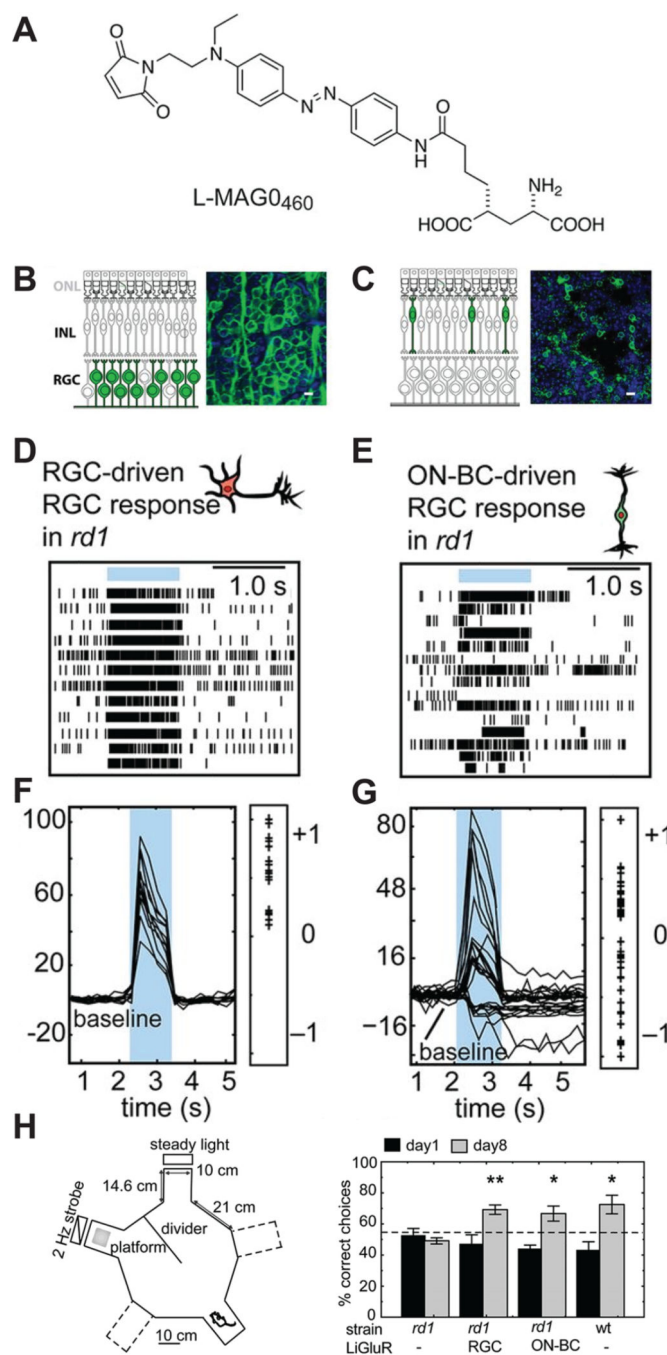 A
O
N
N
N
N
O
O
N
H
NH2
HOOC
COOH
L-MAG0460
B
ONL
INL
RGC
C
D
RGC-driven
RGC response
in rd1
1.0 s
E
ON-BC-driven
RGC response
in rd1
1.0 s
F
100
60
20
-20
baseline
1 2 3 4 5
time (s)
+1
0
−1
G
80
48
16
−16
baseline
1 2 3 4 5
time (s)
+1
0
−1
H
steady light
10 cm
14.6 cm
21 cm
2 Hz strobe
divider
platform
10 cm
day1 day8
% correct choices
100
80
60
40
20
0
** * *
strain rd1 rd1 rd1 wt
LiGluR - RGC ON-BC -